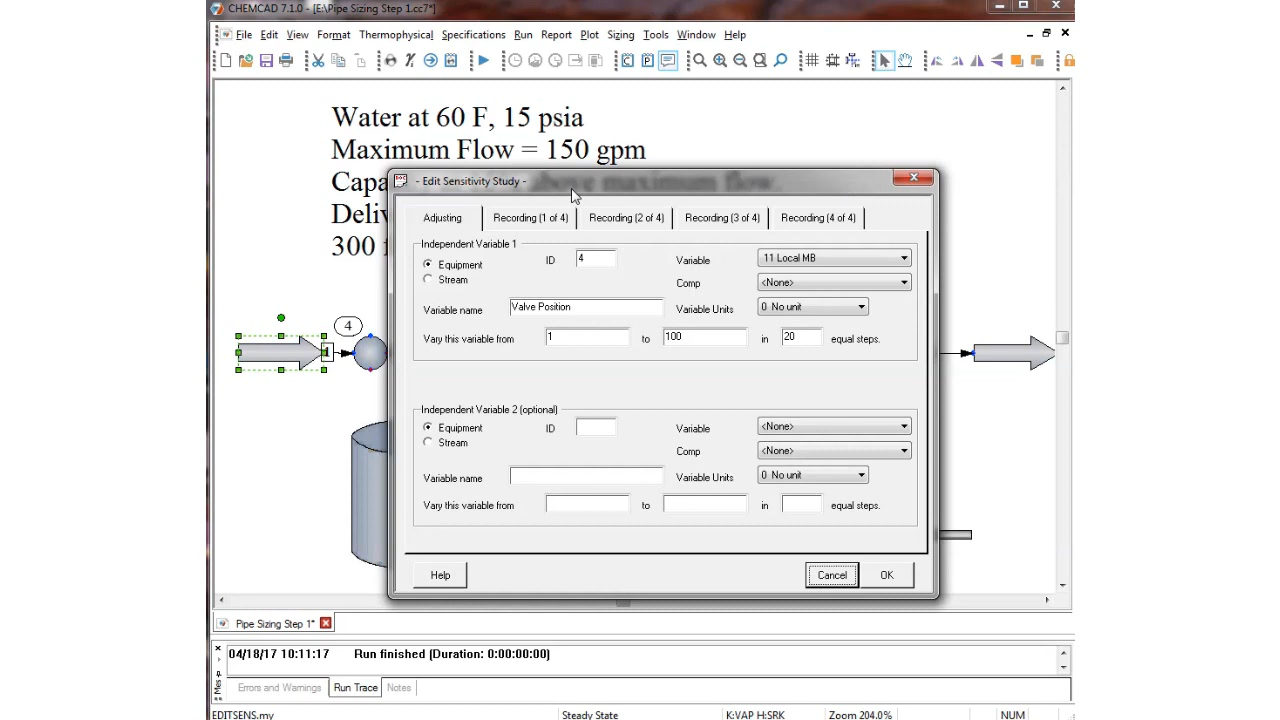 CHEMCAD 7.1.0 - [E:\Pipe Sizing Step 1.cc7*]
File Edit View Format Thermophysical Specifications Run Report Plot Sizing Tools Window Help
Water at 60 F, 15 psia
Maximum Flow = 150 gpm
Capa above maximum flow.
Deliv
300 f
- Edit Sensitivity Study -
Adjusting Recording (1 of 4) Recording (2 of 4) Recording (3 of 4) Recording (4 of 4)
Independent Variable 1
Equipment ID 4 Variable 11 Local MB
Stream Comp <None>
Variable name Valve Position Variable Units 0 No unit
Vary this variable from 1 to 100 in 20 equal steps.
4
1
Independent Variable 2 (optional)
Equipment ID Variable <None>
Stream Comp <None>
Variable name Variable Units 0 No unit
Vary this variable from to in equal steps.
Help Cancel OK
Pipe Sizing Step 1*
04/18/17 10:11:17 Run finished (Duration: 0:00:00:00)
Mes
Errors and Warnings Run Trace Notes
EDITSENS.my Steady State K:VAP H:SRK Zoom 204.0% NUM